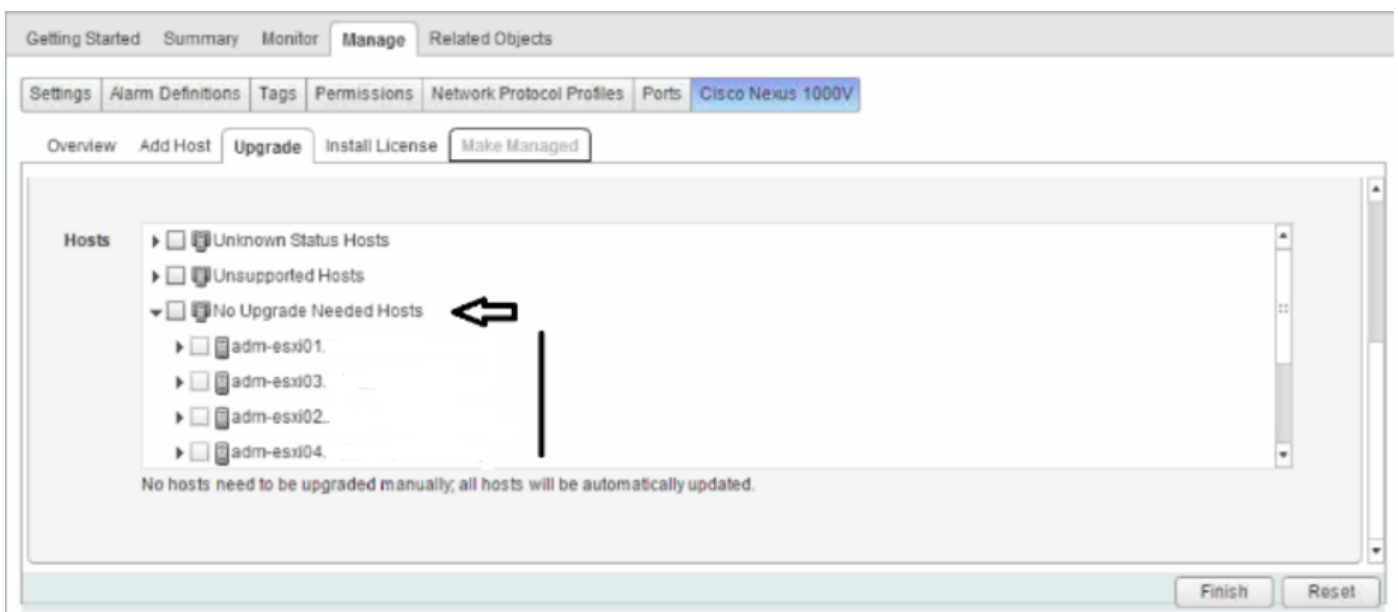 Getting Started Summary Monitor Manage Related Objects
Settings Alarm Definitions Tags Permissions Network Protocol Profiles Ports Cisco Nexus 1000V
Overview Add Host Upgrade Install License Make Managed
Hosts Unknown Status Hosts
Unsupported Hosts
No Upgrade Needed Hosts
adm-esxi01.
adm-esxi03.
adm-esxi02..
adm-esxi04.
No hosts need to be upgraded manually; all hosts will be automatically updated.
Finish Reset